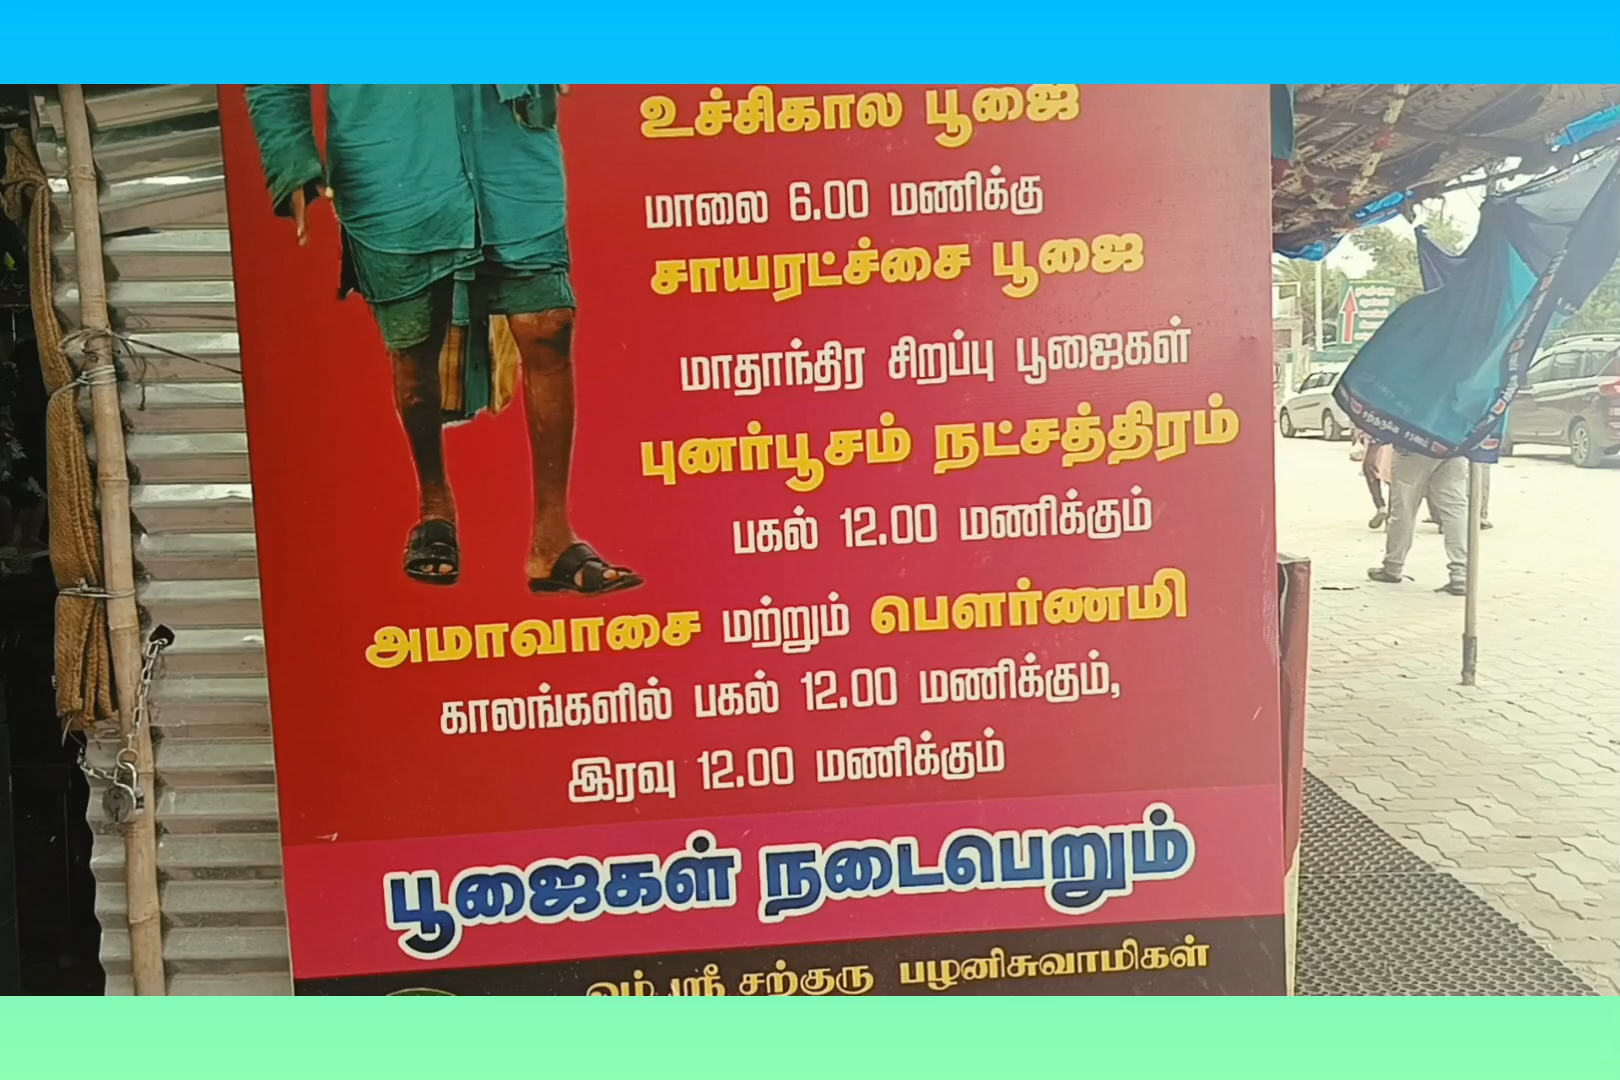 உச்சிகால பூஜை
மாலை 6.00 மணிக்கு
சாயரட்ச்சை பூஜை
மாதாந்திர சிறப்பு பூஜைகள்
புனர்பூசம் நட்சத்திரம்
பகல் 12.00 மணிக்கும்
அமாவாசை மற்றும் பௌர்ணமி
காலங்களில் பகல் 12.00 மணிக்கும்,
இரவு 12.00 மணிக்கும்
பூஜைகள் நடைபெறும்
ஓம் ஸ்ரீ சற்குரு பழனிசுவாமிகள்